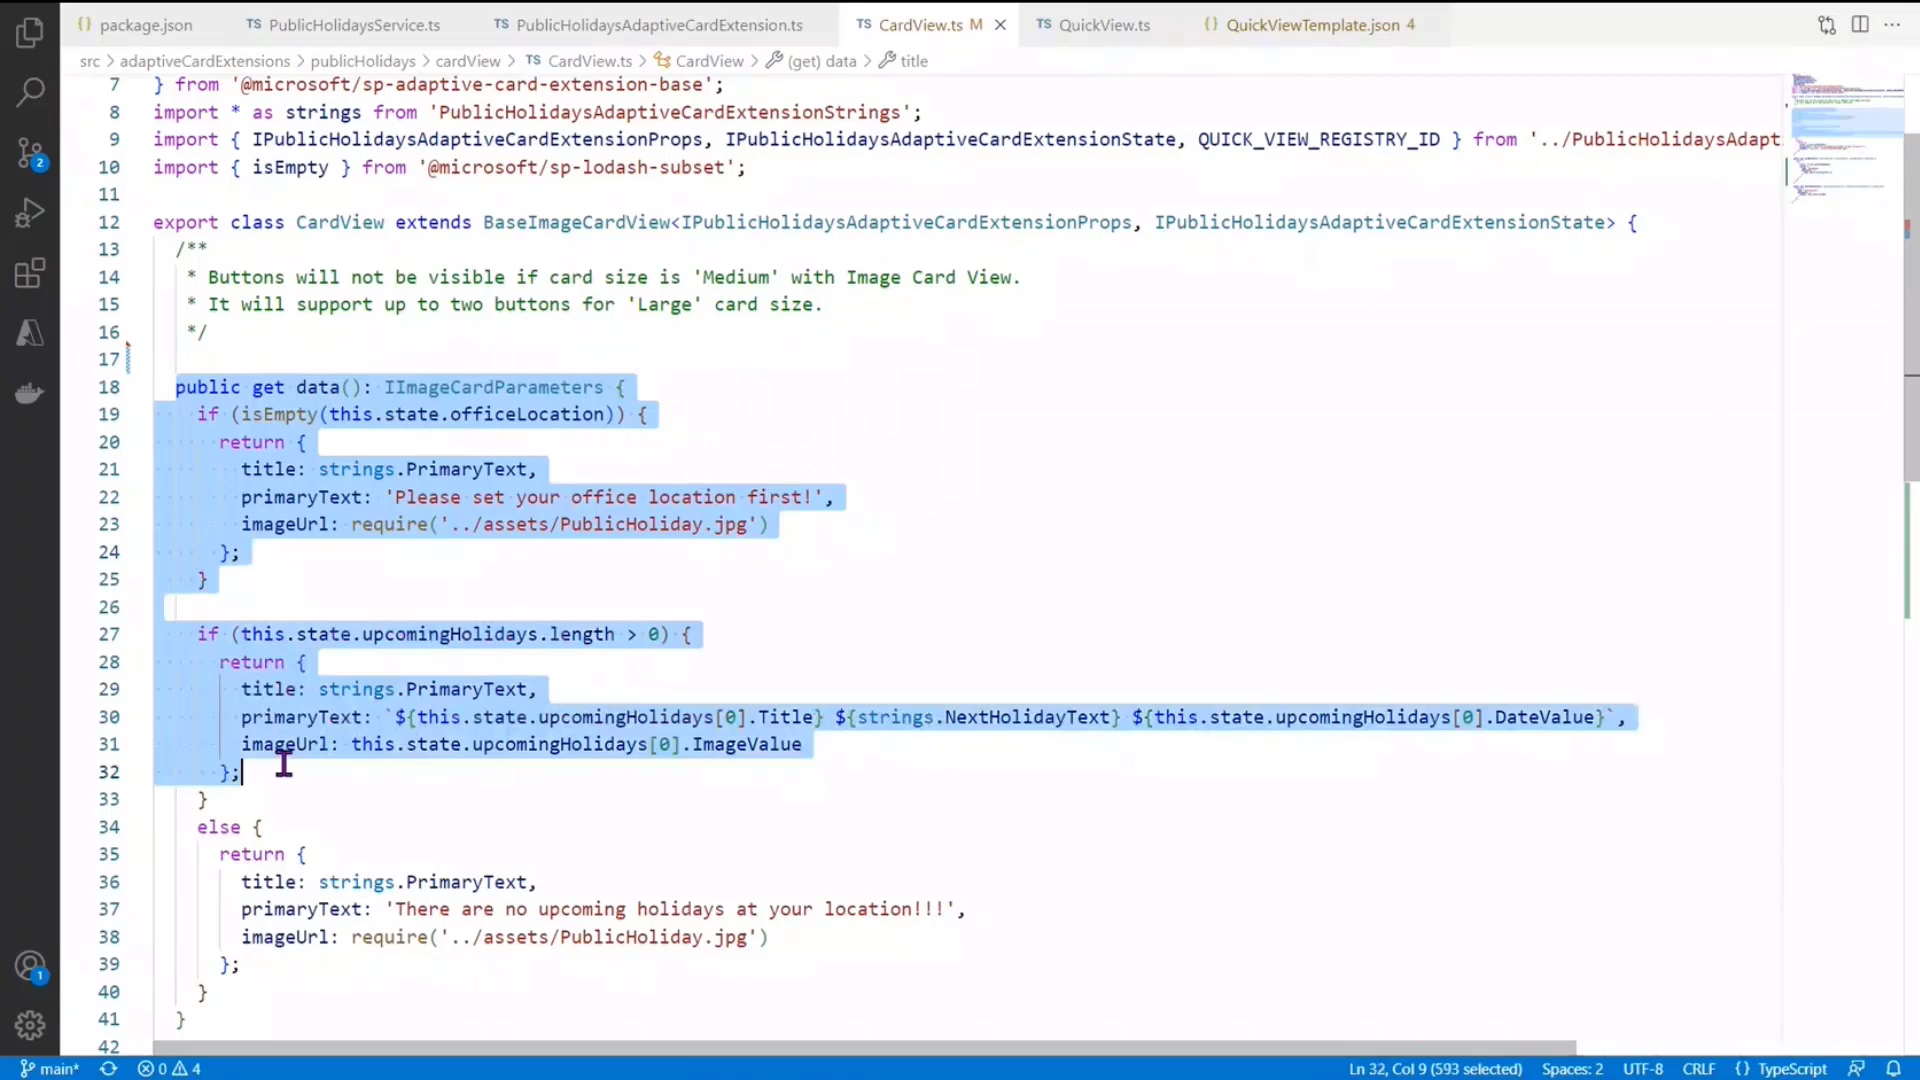 {} package.json TS PublicHolidaysService.ts TS PublicHolidaysAdaptiveCardExtension.ts TS CardView.ts M TS QuickView.ts {} QuickViewTemplate.json 4
src > adaptiveCardExtensions > publicHolidays > cardView > TS CardView.ts > CardView > (get) data > title
7 } from '@microsoft/sp-adaptive-card-extension-base';
8 import * as strings from 'PublicHolidaysAdaptiveCardExtensionStrings';
9 import { IPublicHolidaysAdaptiveCardExtensionProps, IPublicHolidaysAdaptiveCardExtensionState, QUICK_VIEW_REGISTRY_ID } from '../PublicHolidaysAdapt
10 import { isEmpty } from '@microsoft/sp-lodash-subset';
11
12 export class CardView extends BaseImageCardView<IPublicHolidaysAdaptiveCardExtensionProps, IPublicHolidaysAdaptiveCardExtensionState> {
13 /**
14 * Buttons will not be visible if card size is 'Medium' with Image Card View.
15 * It will support up to two buttons for 'Large' card size.
16 */
17
18 public get data(): IImageCardParameters {
19 if (isEmpty(this.state.officeLocation)) {
20 return {
21 title: strings.PrimaryText,
22 primaryText: 'Please set your office location first!',
23 imageUrl: require('../assets/PublicHoliday.jpg')
24 };
25 }
26
27 if (this.state.upcomingHolidays.length > 0) {
28 return {
29 title: strings.PrimaryText,
30 primaryText: `${this.state.upcomingHolidays[0].Title} ${strings.NextHolidayText} ${this.state.upcomingHolidays[0].DateValue}`,
31 imageUrl: this.state.upcomingHolidays[0].ImageValue
32 };
33 }
34 else {
35 return {
36 title: strings.PrimaryText,
37 primaryText: 'There are no upcoming holidays at your location!!!',
38 imageUrl: require('../assets/PublicHoliday.jpg')
39 };
40 }
41 }
42
2
1
main* 0 4 Ln 32, Col 9 (593 selected) Spaces: 2 UTF-8 CRLF {} TypeScript